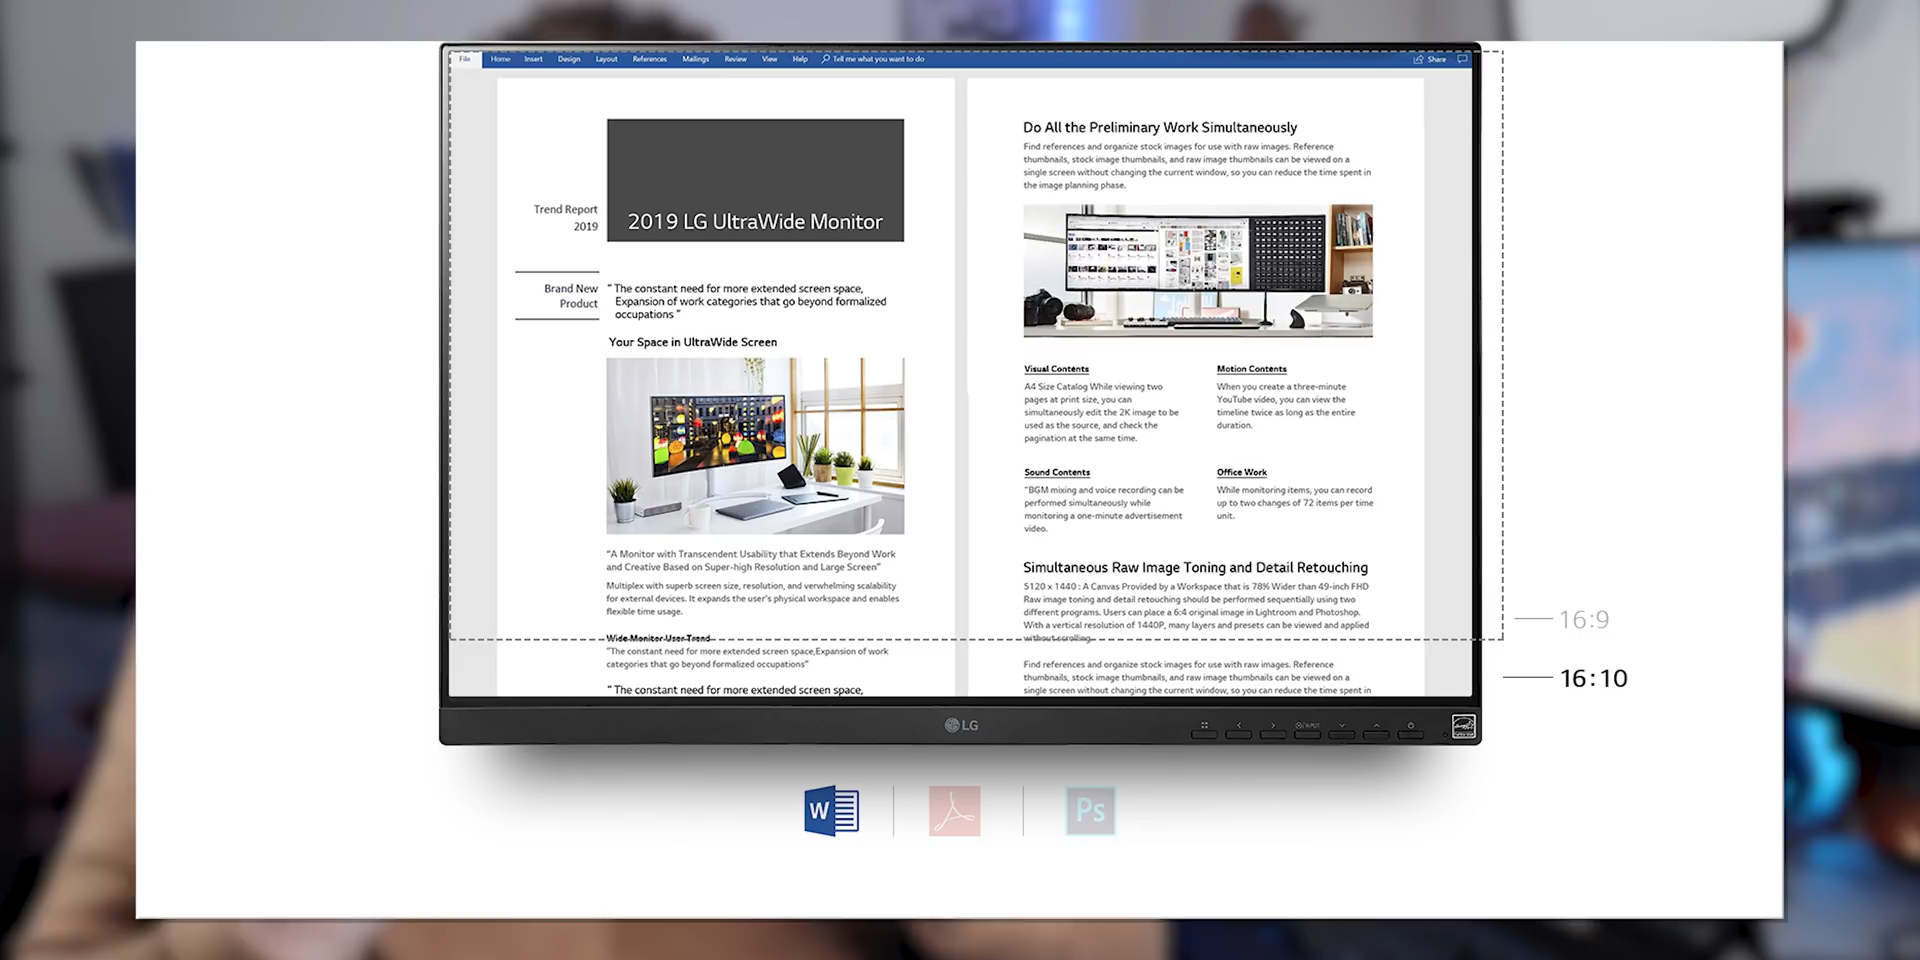 File Home Insert Design Layout References Mailings Review View Help Tell me what you want to do Share
Trend Report
2019
2019 LG UltraWide Monitor
Brand New
Product
“ The constant need for more extended screen space,
Expansion of work categories that go beyond formalized
occupations ”
Your Space in UltraWide Screen
“A Monitor with Transcendent Usability that Extends Beyond Work
and Creative Based on Super-high Resolution and Large Screen”
Multiplex with superb screen size, resolution, and verwhelming scalability
for external devices. It expands the user's physical workspace and enables
flexible time usage.
Wide Monitor User Trend
“The constant need for more extended screen space,Expansion of work
categories that go beyond formalized occupations”
“ The constant need for more extended screen space,
Do All the Preliminary Work Simultaneously
Find references and organize stock images for use with raw images. Reference
thumbnails, stock image thumbnails, and raw image thumbnails can be viewed on a
single screen without changing the current window, so you can reduce the time spent in
the image planning phase.
Visual Contents
A4 Size Catalog While viewing two
pages at print size, you can
simultaneously edit the 2K image to be
used as the source, and check the
pagination at the same time.
Motion Contents
When you create a three-minute
YouTube video, you can view the
timeline twice as long as the entire
duration.
Sound Contents
“BGM mixing and voice recording can be
performed simultaneously while
monitoring a one-minute advertisement
video.
Office Work
While monitoring items, you can record
up to two changes of 72 items per time
unit.
Simultaneous Raw Image Toning and Detail Retouching
5120 x 1440 : A Canvas Provided by a Workspace that is 78% Wider than 49-inch FHD
Raw image toning and detail retouching should be performed sequentially using two
different programs. Users can place a 6:4 original image in Lightroom and Photoshop.
With a vertical resolution of 1440P, many layers and presets can be viewed and applied
without scrolling.
Find references and organize stock images for use with raw images. Reference
thumbnails, stock image thumbnails, and raw image thumbnails can be viewed on a
single screen without changing the current window, so you can reduce the time spent in
16:9
16:10
LG
/INPUT
W
Ps